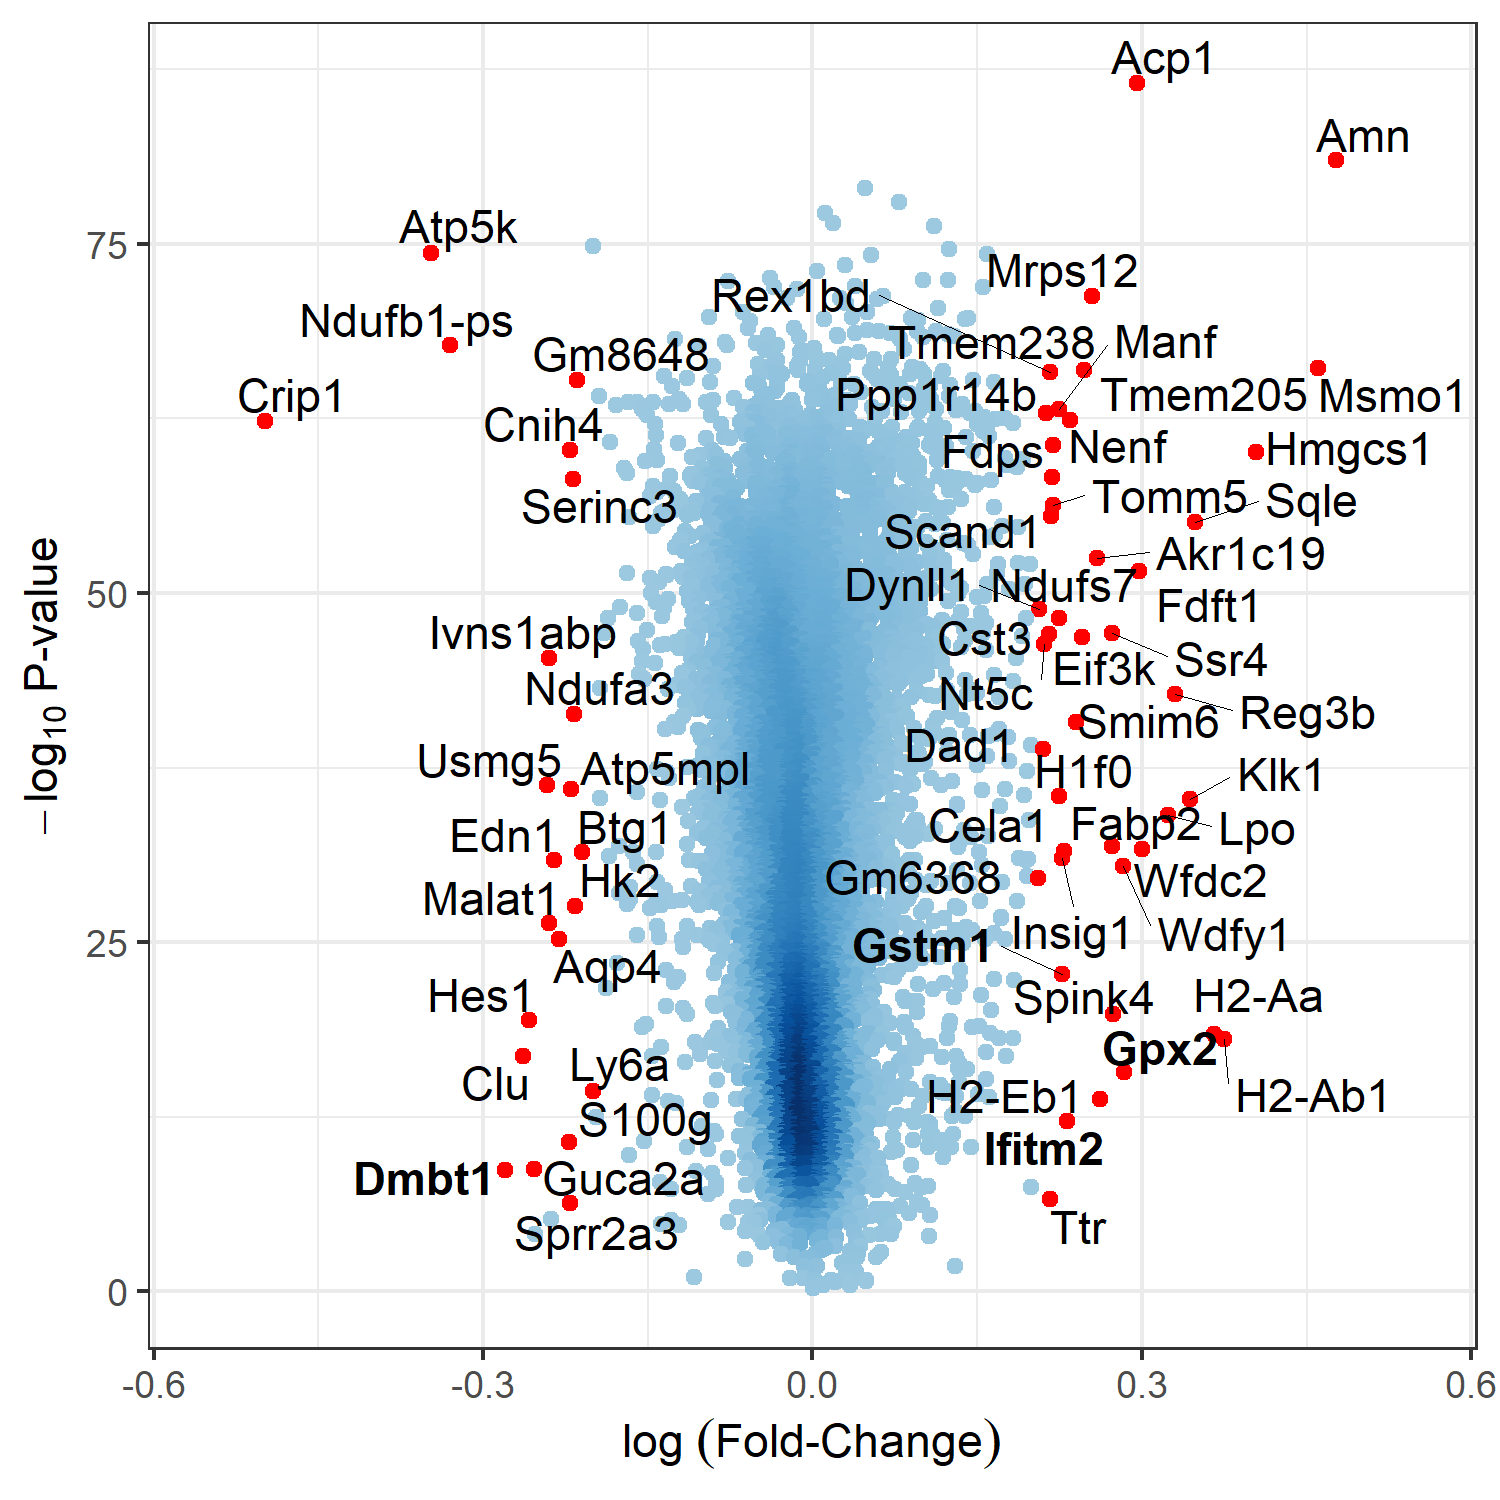 Acp1
Amn
Atp5k
75
Mrps12
Rex1bd
Ndufb1-ps
Tmem238
Manf
Gm8648
Crip1
Ppp1r14b
Tmem205
Msmo1
Cnih4
Fdps
Nenf
Hmgcs1
Serinc3
Tomm5
Sqle
Scand1
Akr1c19
50
Dynll1
Ndufs7
Fdft1
Ivns1abp
Cst3
Eif3k
Ssr4
Ndufa3
Nt5c
Smim6
Reg3b
Dad1
Usmg5
Atp5mpl
H1f0
Klk1
Edn1
Btg1
Cela1
Fabp2
Lpo
Malat1
Hk2
Gm6368
Wfdc2
25
Gstm1
Insig1
Wdfy1
Aqp4
Hes1
Spink4
H2-Aa
Gpx2
Clu
Ly6a
H2-Eb1
H2-Ab1
S100g
Ifitm2
Dmbt1
Guca2a
Sprr2a3
Ttr
0
-0.6
-0.3
0.0
0.3
0.6
log (Fold-Change)
−log10 P-value